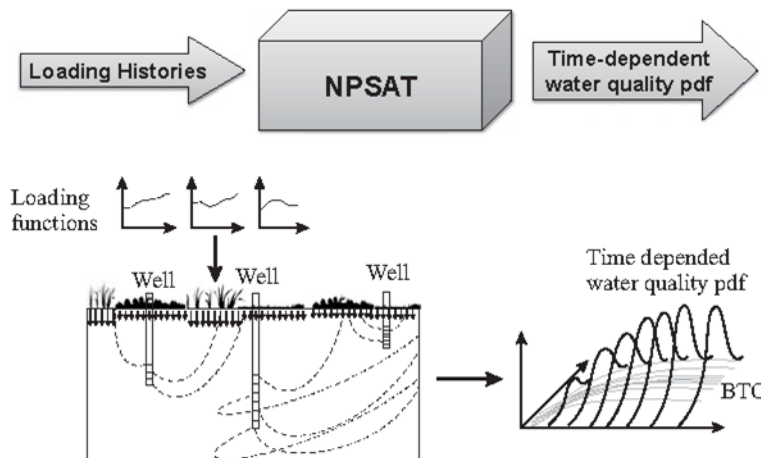 Loading Histories
NPSAT
Time-dependent
water quality pdf
Loading
functions
Well
Well
Well
Time depended
water quality pdf
BTC